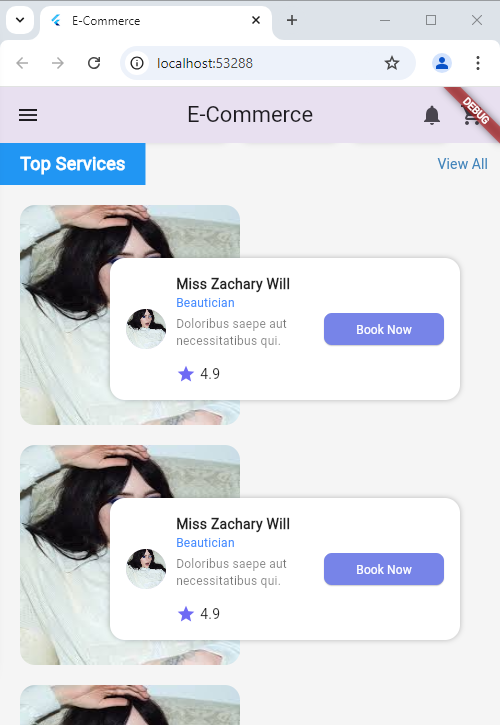 E-Commerce
localhost:53288
E-Commerce
DEBUG
Top Services
View All
Miss Zachary Will
Beautician
Doloribus saepe aut
necessitatibus qui.
Book Now
4.9
Miss Zachary Will
Beautician
Doloribus saepe aut
necessitatibus qui.
Book Now
4.9